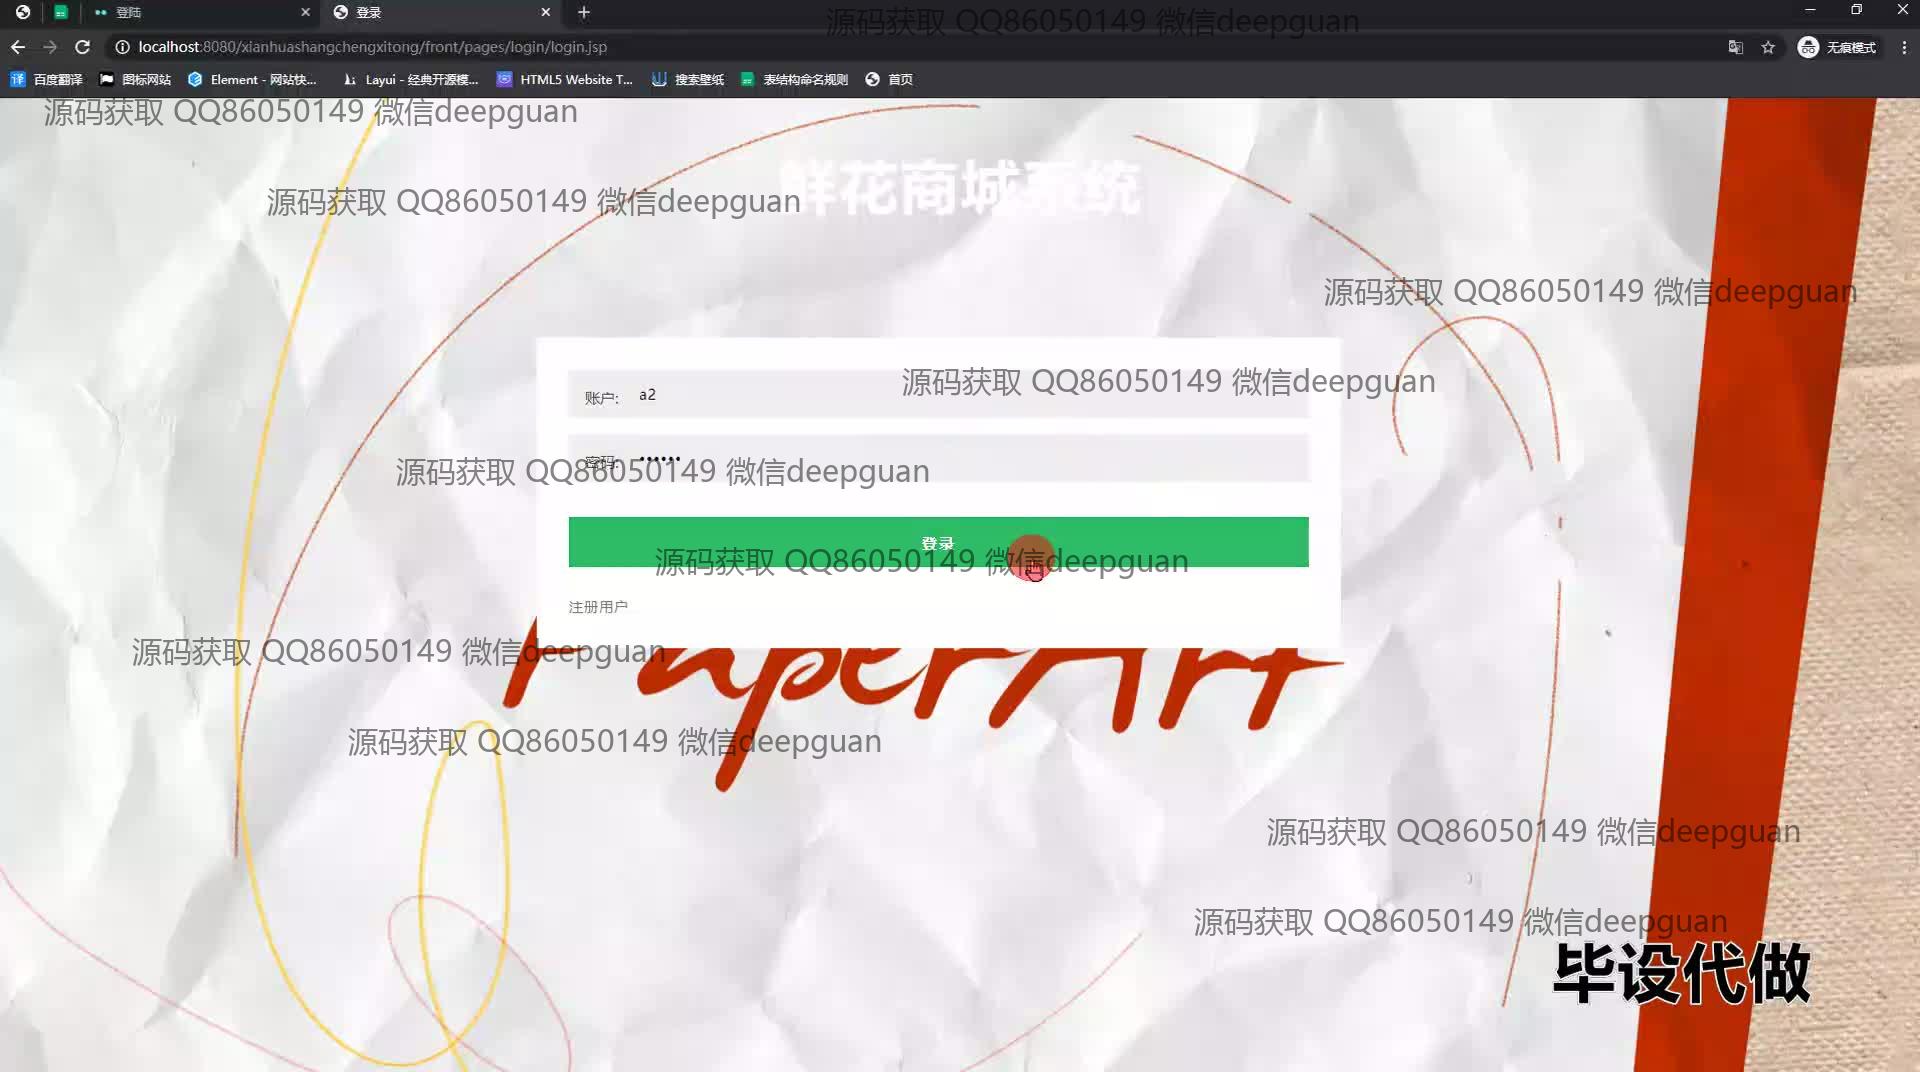 登陆
登录
源码获取 QQ86050149 微信deepguan
localhost:8080/xianhuashangchengxitong/front/pages/login/login.jsp
无痕模式
译 百度翻译
图标网站
Element - 网站快...
Layui - 经典开源模...
HTML5 Website T...
搜索壁纸
表结构命名规则
首页
源码获取 QQ86050149 微信deepguan
鲜花商城系统
源码获取 QQ86050149 微信deepguan
源码获取 QQ86050149 微信deepguan
账户: a2
源码获取 QQ86050149 微信deepguan
密码: ••••••
源码获取 QQ86050149 微信deepguan
登录
源码获取 QQ86050149 微信deepguan
注册用户
PaperArt
源码获取 QQ86050149 微信deepguan
源码获取 QQ86050149 微信deepguan
源码获取 QQ86050149 微信deepguan
源码获取 QQ86050149 微信deepguan
毕设代做